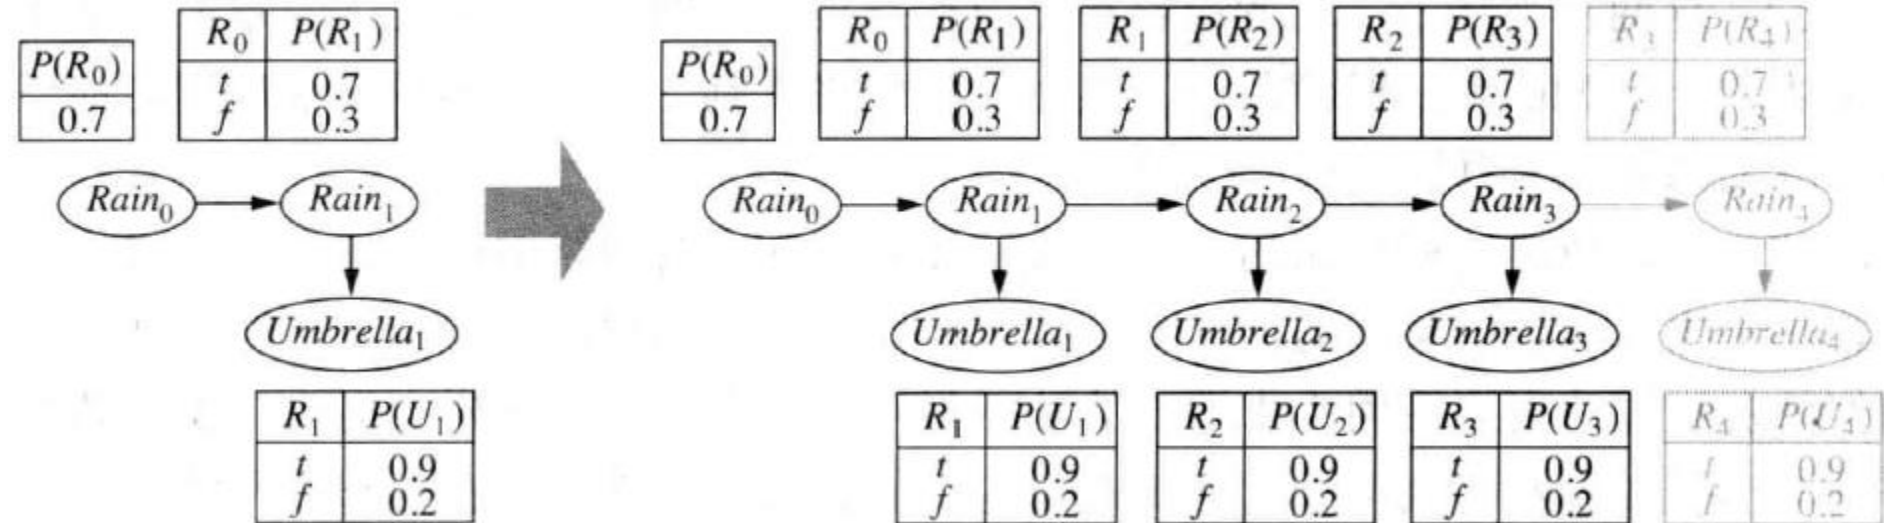 P(R₀)
0.7
R₀ P(R₁)
t 0.7
f 0.3
Rain₀
Rain₁
Umbrella₁
R₁ P(U₁)
t 0.9
f 0.2
P(R₀)
0.7
R₀ P(R₁)
t 0.7
f 0.3
R₁ P(R₂)
t 0.7
f 0.3
R₂ P(R₃)
t 0.7
f 0.3
R₃ P(R₄)
t 0.7
f 0.3
Rain₀
Rain₁
Rain₂
Rain₃
Rain₄
Umbrella₁
Umbrella₂
Umbrella₃
Umbrella₄
R₁ P(U₁)
t 0.9
f 0.2
R₂ P(U₂)
t 0.9
f 0.2
R₃ P(U₃)
t 0.9
f 0.2
R₄ P(U₄)
t 0.9
f 0.2